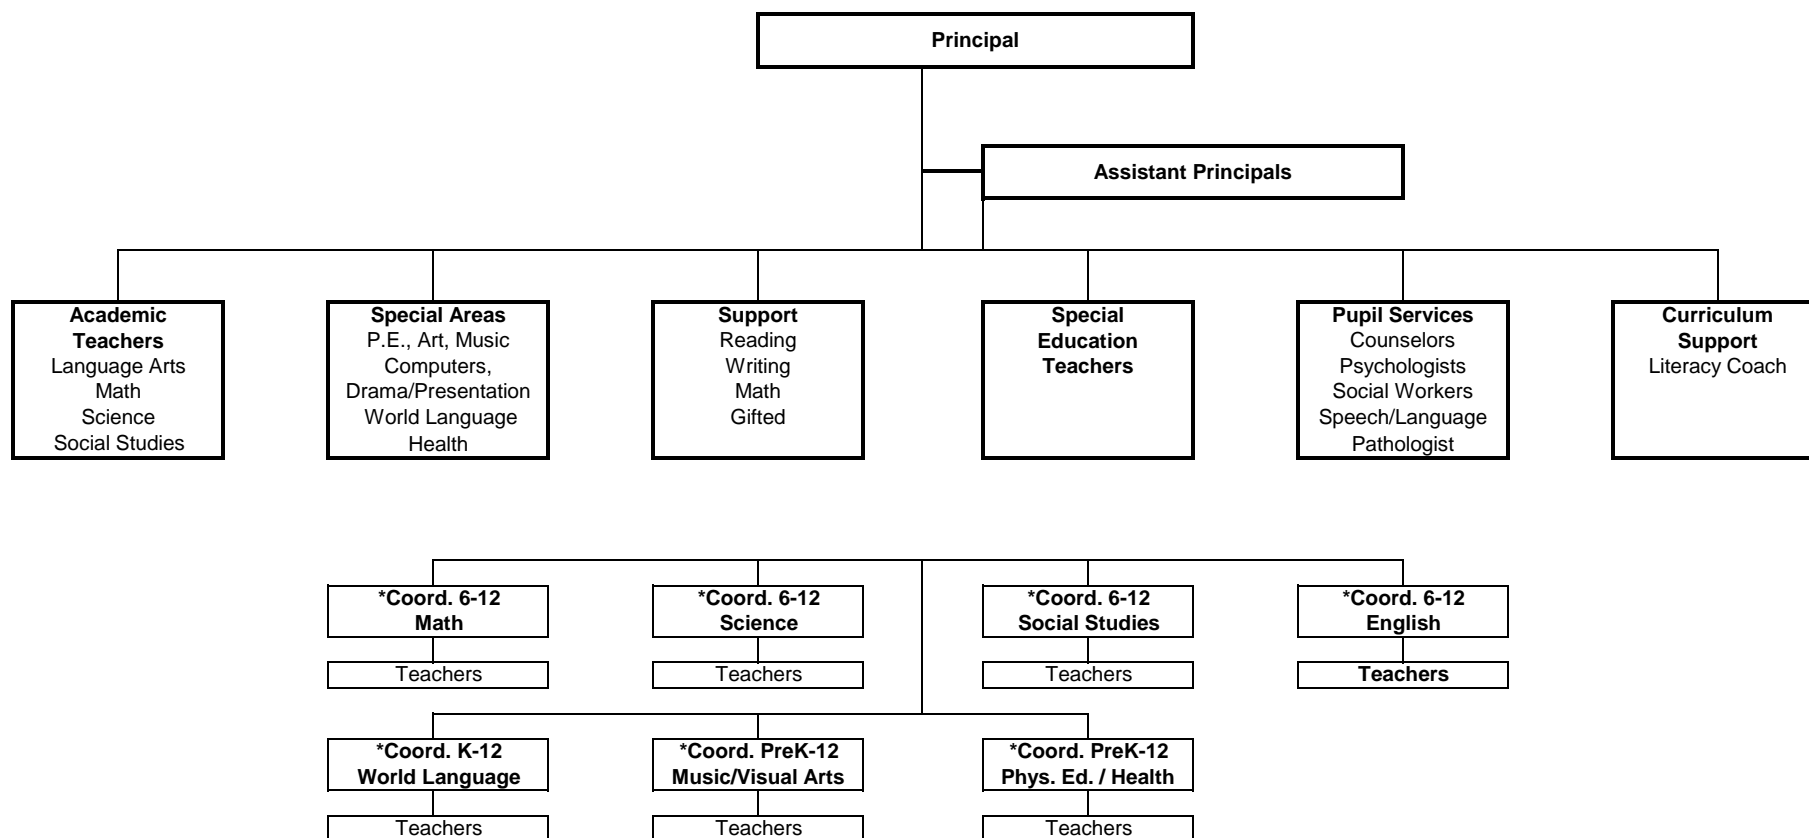 Principal
Assistant Principals
Academic
Teachers
Language Arts
Math
Science
Social Studies
Special Areas
P.E., Art, Music
Computers,
Drama/Presentation
World Language
Health
Support
Reading
Writing
Math
Gifted
Special
Education
Teachers
Pupil Services
Counselors
Psychologists
Social Workers
Speech/Language
Pathologist
Curriculum
Support
Literacy Coach
*Coord. 6-12
Math
Teachers
*Coord. 6-12
Science
Teachers
*Coord. 6-12
Social Studies
Teachers
*Coord. 6-12
English
Teachers
*Coord. K-12
World Language
Teachers
*Coord. PreK-12
Music/Visual Arts
Teachers
*Coord. PreK-12
Phys. Ed. / Health
Teachers